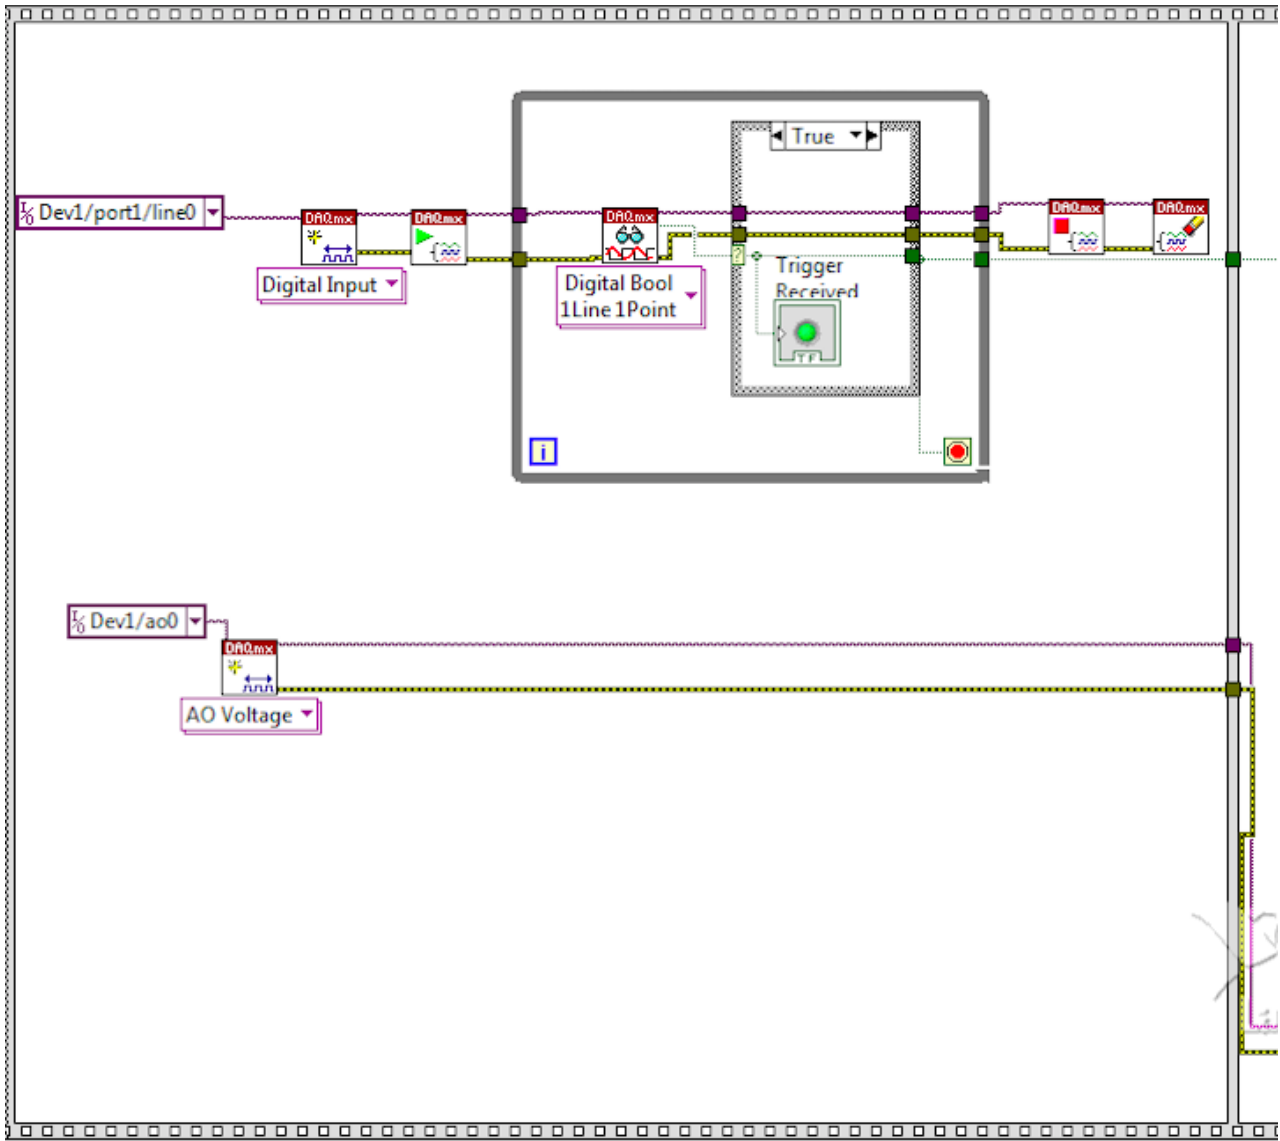 True
I/O Dev1/port1/line0
DAQmx
DAQmx
DAQmx
DAQmx
DAQmx
Digital Input
Digital Bool
1Line 1Point
?
Trigger
Received
TF
i
I/O Dev1/ao0
DAQmx
AO Voltage